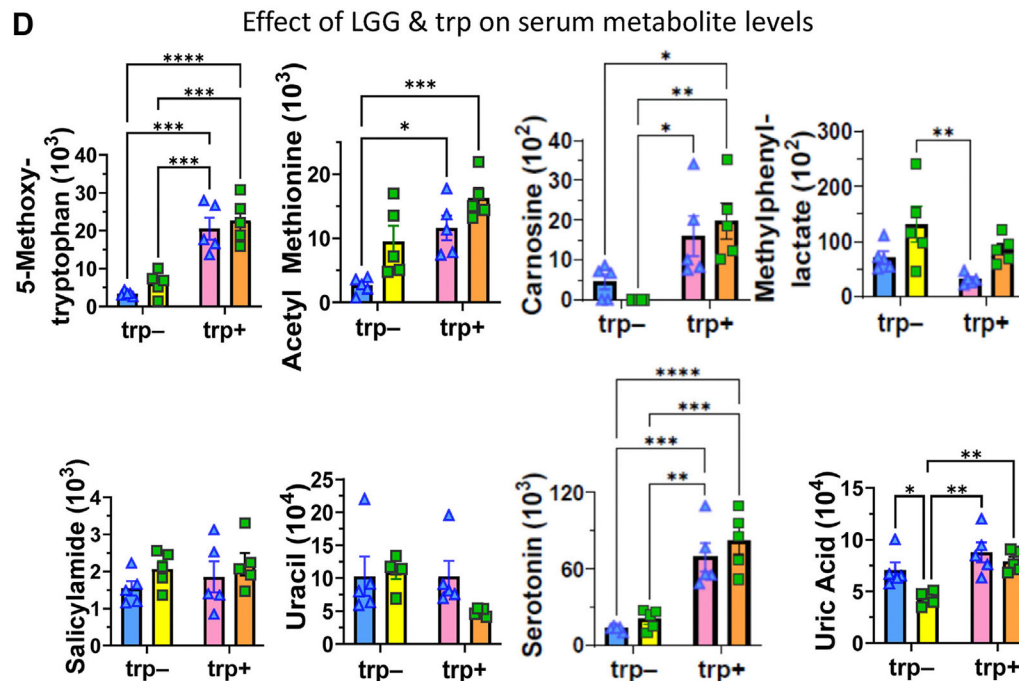 D Effect of LGG & trp on serum metabolite levels
5-Methoxy-
tryptophan (10³)
40
30
20
10
0
**** 
***
***
***
trp– trp+
Acetyl Methionine (10³)
20
10
0
***
*
trp– trp+
Carnosine (10²)
40
30
20
10
0
*
**
*
trp– trp+
Methylphenyl-
lactate (10²)
300
200
100
0
**
trp– trp+
Salicylamide (10³)
4
3
2
1
0
trp– trp+
Uracil (10⁴)
25
20
15
10
5
0
trp– trp+
Serotonin (10³)
120
60
0
****
***
***
**
trp– trp+
Uric Acid (10⁴)
15
10
5
0
**
* **
trp– trp+